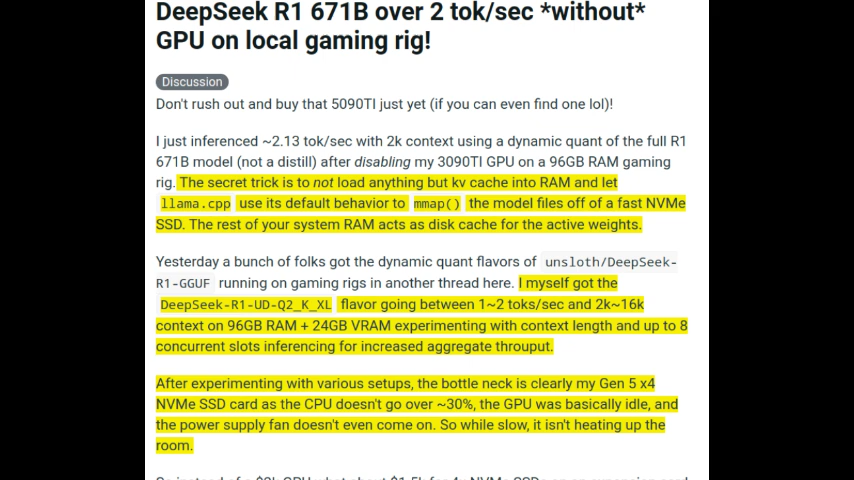 DeepSeek R1 671B over 2 tok/sec *without*
GPU on local gaming rig!
Discussion
Don't rush out and buy that 5090TI just yet (if you can even find one lol)!
I just inferenced ~2.13 tok/sec with 2k context using a dynamic quant of the full R1
671B model (not a distill) after disabling my 3090TI GPU on a 96GB RAM gaming
rig. The secret trick is to not load anything but kv cache into RAM and let
llama.cpp use its default behavior to mmap() the model files off of a fast NVMe
SSD. The rest of your system RAM acts as disk cache for the active weights.
Yesterday a bunch of folks got the dynamic quant flavors of unsloth/DeepSeek-
R1-GGUF running on gaming rigs in another thread here. I myself got the
DeepSeek-R1-UD-Q2_K_XL flavor going between 1~2 toks/sec and 2k~16k
context on 96GB RAM + 24GB VRAM experimenting with context length and up to 8
concurrent slots inferencing for increased aggregate throuput.
After experimenting with various setups, the bottle neck is clearly my Gen 5 x4
NVMe SSD card as the CPU doesn't go over ~30%, the GPU was basically idle, and
the power supply fan doesn't even come on. So while slow, it isn't heating up the
room.